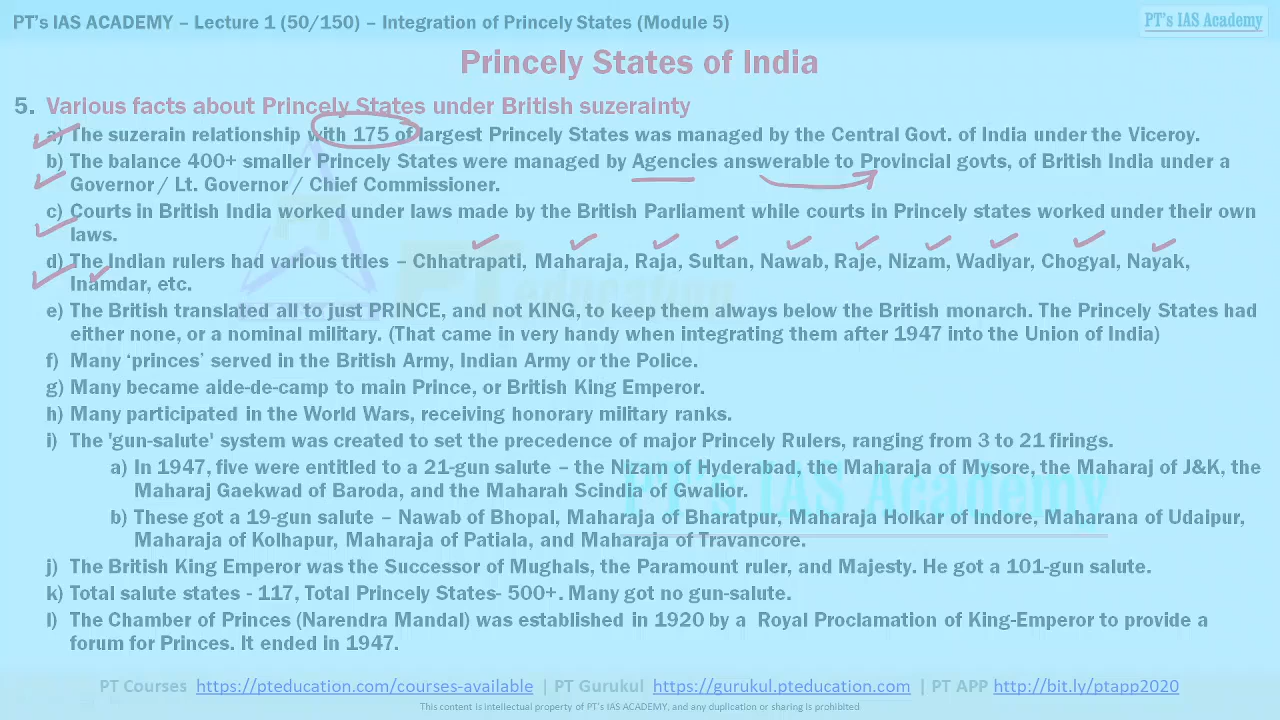 PT's IAS ACADEMY – Lecture 1 (50/150) – Integration of Princely States (Module 5)
PT's IAS Academy
Princely States of India
5. Various facts about Princely States under British suzerainty
a) The suzerain relationship with 175 of largest Princely States was managed by the Central Govt. of India under the Viceroy.
b) The balance 400+ smaller Princely States were managed by Agencies answerable to Provincial govts, of British India under a
Governor / Lt. Governor / Chief Commissioner.
c) Courts in British India worked under laws made by the British Parliament while courts in Princely states worked under their own
laws.
d) The Indian rulers had various titles – Chhatrapati, Maharaja, Raja, Sultan, Nawab, Raje, Nizam, Wadiyar, Chogyal, Nayak,
Inamdar, etc.
e) The British translated all to just PRINCE, and not KING, to keep them always below the British monarch. The Princely States had
either none, or a nominal military. (That came in very handy when integrating them after 1947 into the Union of India)
f) Many ‘princes’ served in the British Army, Indian Army or the Police.
g) Many became aide-de-camp to main Prince, or British King Emperor.
h) Many participated in the World Wars, receiving honorary military ranks.
i) The 'gun-salute' system was created to set the precedence of major Princely Rulers, ranging from 3 to 21 firings.
a) In 1947, five were entitled to a 21-gun salute – the Nizam of Hyderabad, the Maharaja of Mysore, the Maharaj of J&K, the
Maharaj Gaekwad of Baroda, and the Maharah Scindia of Gwalior.
b) These got a 19-gun salute – Nawab of Bhopal, Maharaja of Bharatpur, Maharaja Holkar of Indore, Maharana of Udaipur,
Maharaja of Kolhapur, Maharaja of Patiala, and Maharaja of Travancore.
j) The British King Emperor was the Successor of Mughals, the Paramount ruler, and Majesty. He got a 101-gun salute.
k) Total salute states - 117, Total Princely States- 500+. Many got no gun-salute.
l) The Chamber of Princes (Narendra Mandal) was established in 1920 by a Royal Proclamation of King-Emperor to provide a
forum for Princes. It ended in 1947.
PT education
PT's IAS Academy
PT Courses https://pteducation.com/courses-available | PT Gurukul https://gurukul.pteducation.com | PT APP http://bit.ly/ptapp2020
This content is intellectual property of PT's IAS ACADEMY, and any duplication or sharing is prohibited